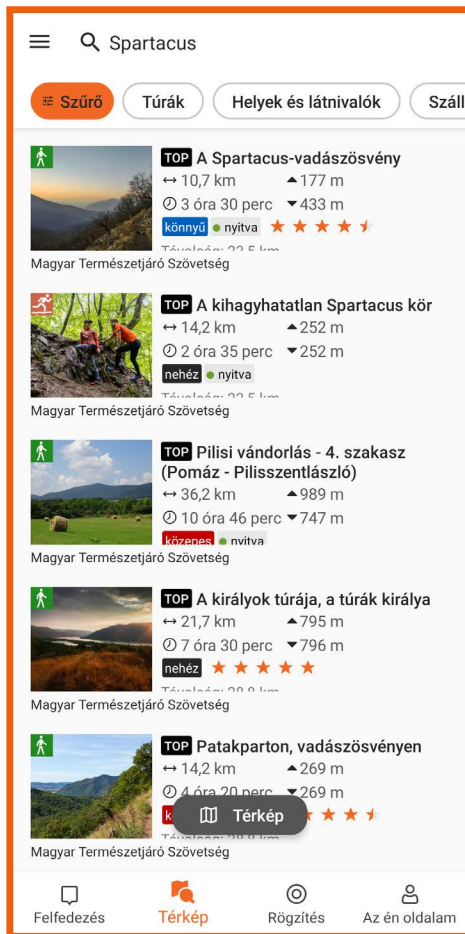 Spartacus
Szűrő Túrák Helyek és látnivalók Száll
TOP A Spartacus-vadászösvény
10,7 km 177 m
3 óra 30 perc 433 m
könnyű nyitva
Magyar Természetjáró Szövetség
TOP A kihagyhatatlan Spartacus kör
14,2 km 252 m
2 óra 35 perc 252 m
nehéz nyitva
Magyar Természetjáró Szövetség
TOP Pilisi vándorlás - 4. szakasz
(Pomáz - Pilisszentlászló)
36,2 km 989 m
10 óra 46 perc 747 m
közepes nyitva
Magyar Természetjáró Szövetség
TOP A királyok túrája, a túrák királya
21,7 km 795 m
7 óra 30 perc 796 m
nehéz
Magyar Természetjáró Szövetség
TOP Patakparton, vadászösvényen
14,2 km 269 m
4 óra 20 perc 269 m
Térkép
Magyar Természetjáró Szövetség
Felfedezés Térkép Rögzítés Az én oldalam